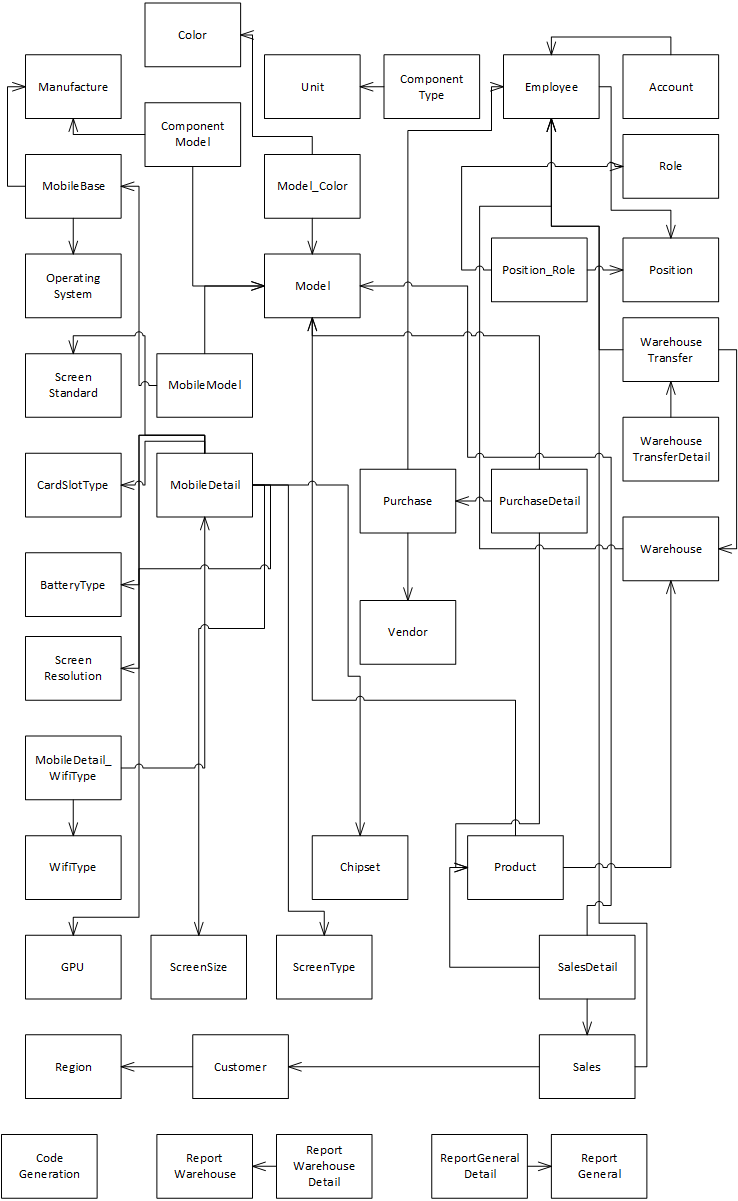 Color
Manufacture
Unit
Component
Type
Employee
Account
Component
Model
MobileBase
Model_Color
Role
Operating
System
Model
Position_Role
Position
Warehouse
Transfer
Screen
Standard
MobileModel
Warehouse
TransferDetail
CardSlotType
MobileDetail
Purchase
PurchaseDetail
Warehouse
BatteryType
Vendor
Screen
Resolution
MobileDetail_
WifiType
WifiType
Chipset
Product
GPU
ScreenSize
ScreenType
SalesDetail
Region
Customer
Sales
Code
Generation
Report
Warehouse
Report
Warehouse
Detail
ReportGeneral
Detail
Report
General